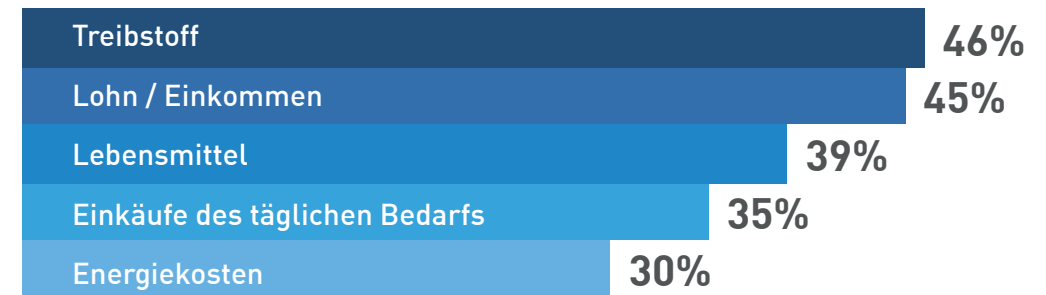 Treibstoff 46%
Lohn / Einkommen 45%
Lebensmittel 39%
Einkäufe des täglichen Bedarfs 35%
Energiekosten 30%